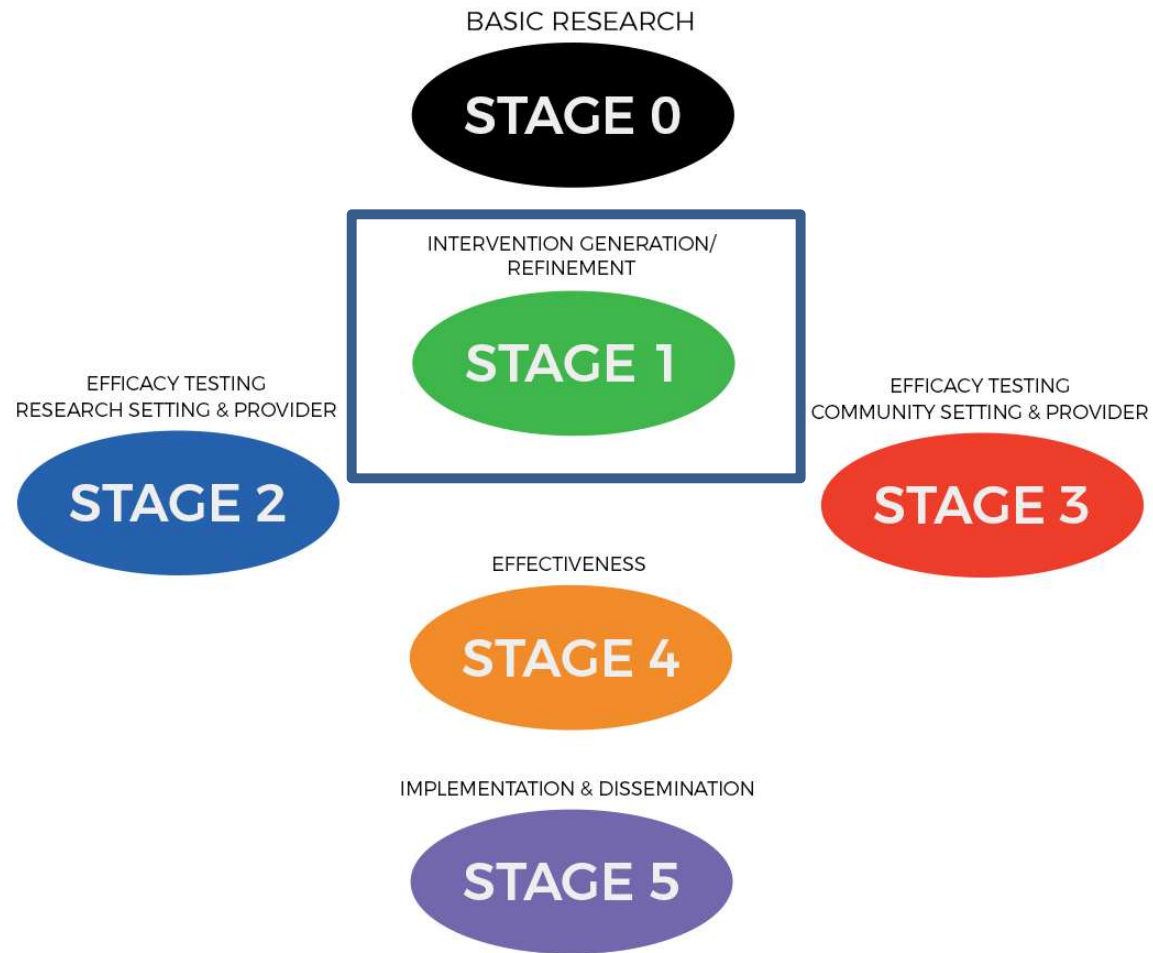 BASIC RESEARCH
STAGE 0
INTERVENTION GENERATION/
REFINEMENT
STAGE 1
EFFICACY TESTING
RESEARCH SETTING & PROVIDER
STAGE 2
EFFICACY TESTING
COMMUNITY SETTING & PROVIDER
STAGE 3
EFFECTIVENESS
STAGE 4
IMPLEMENTATION & DISSEMINATION
STAGE 5